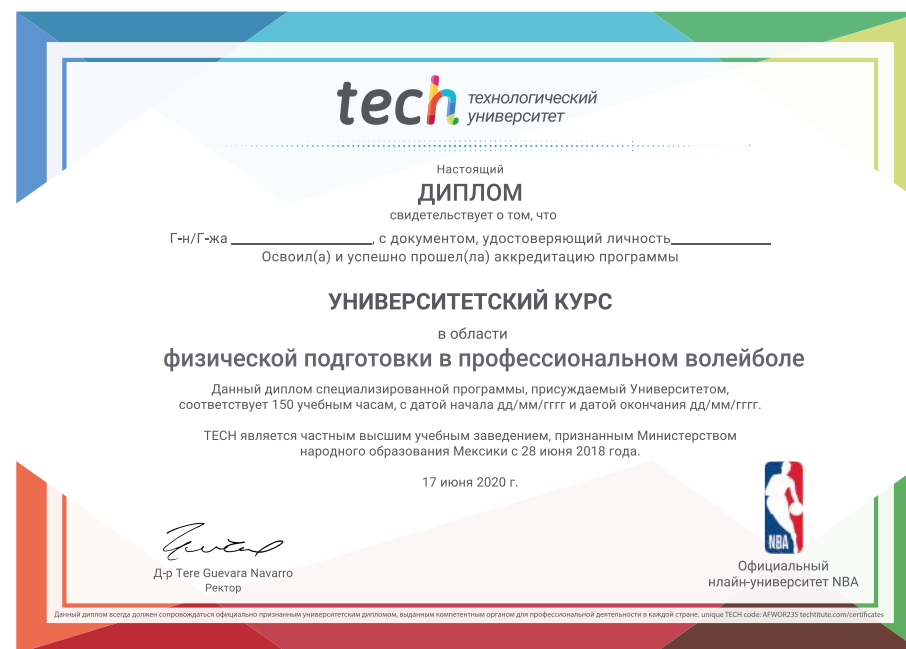 tech технологический
университет
Настоящий
ДИПЛОМ
свидетельствует о том, что
Г-н/Г-жа ____________________, с документом, удостоверяющий личность______________
Освоил(а) и успешно прошел(ла) аккредитацию программы
УНИВЕРСИТЕТСКИЙ КУРС
в области
физической подготовки в профессиональном волейболе
Данный диплом специализированной программы, присуждаемый Университетом,
соответствует 150 учебным часам, с датой начала дд/мм/гггг и датой окончания дд/мм/гггг.
TECH является частным высшим учебным заведением, признанным Министерством
народного образования Мексики с 28 июня 2018 года.
17 июня 2020 г.
NBA
Д-р Tere Guevara Navarro
Ректор
Официальный
нлайн-университет NBA
Данный диплом всегда должен сопровождаться официально признанным университетским дипломом, выданным компетентным органом для профессиональной деятельности в каждой стране. unique TECH code: AFWOR23S techtitute.com/certificates